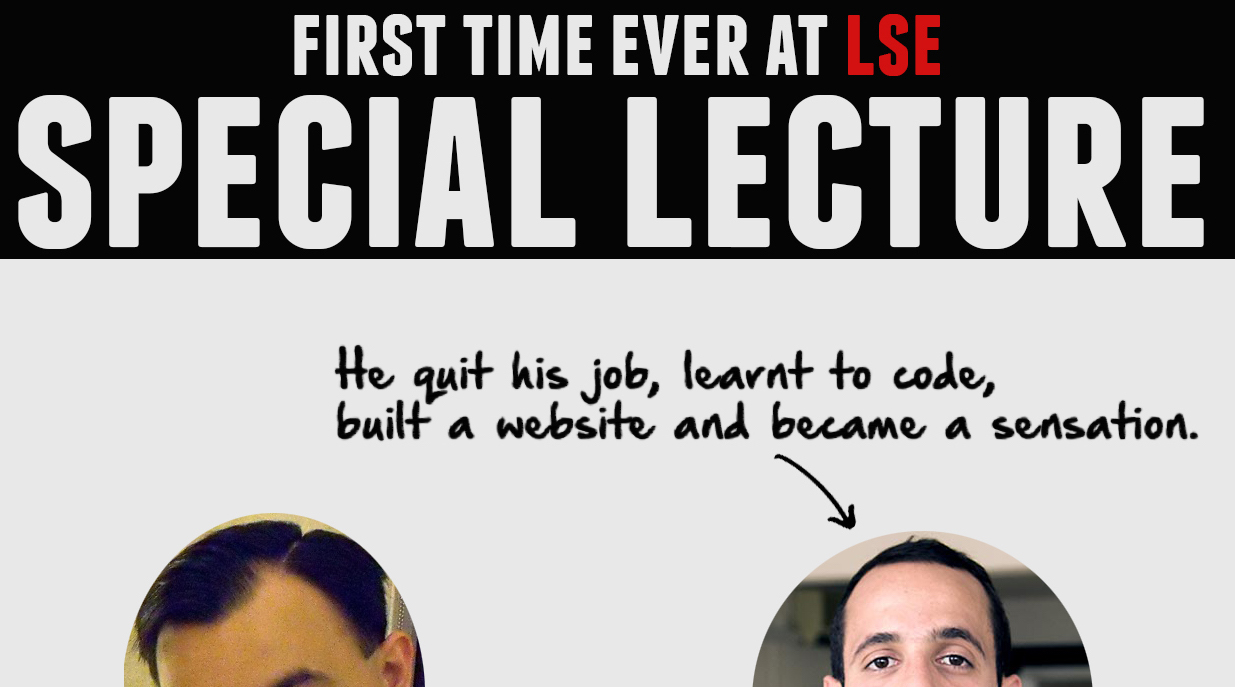 FIRST TIME EVER AT LSE
SPECIAL LECTURE
He quit his job, learnt to code,
built a website and became a sensation.